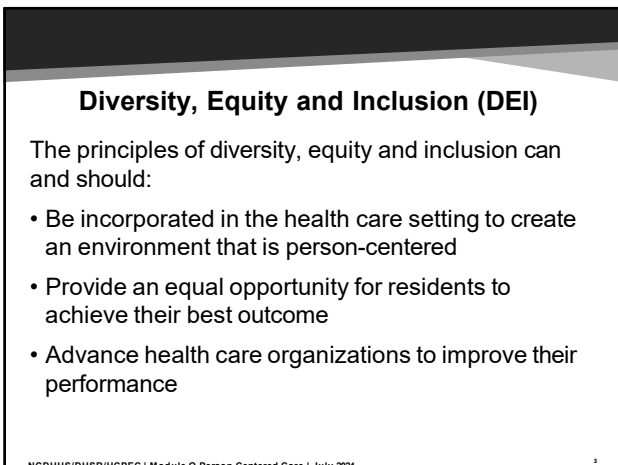 Diversity, Equity and Inclusion (DEI)
The principles of diversity, equity and inclusion can
and should:
• Be incorporated in the health care setting to create
an environment that is person-centered
• Provide an equal opportunity for residents to
achieve their best outcome
• Advance health care organizations to improve their
performance
3